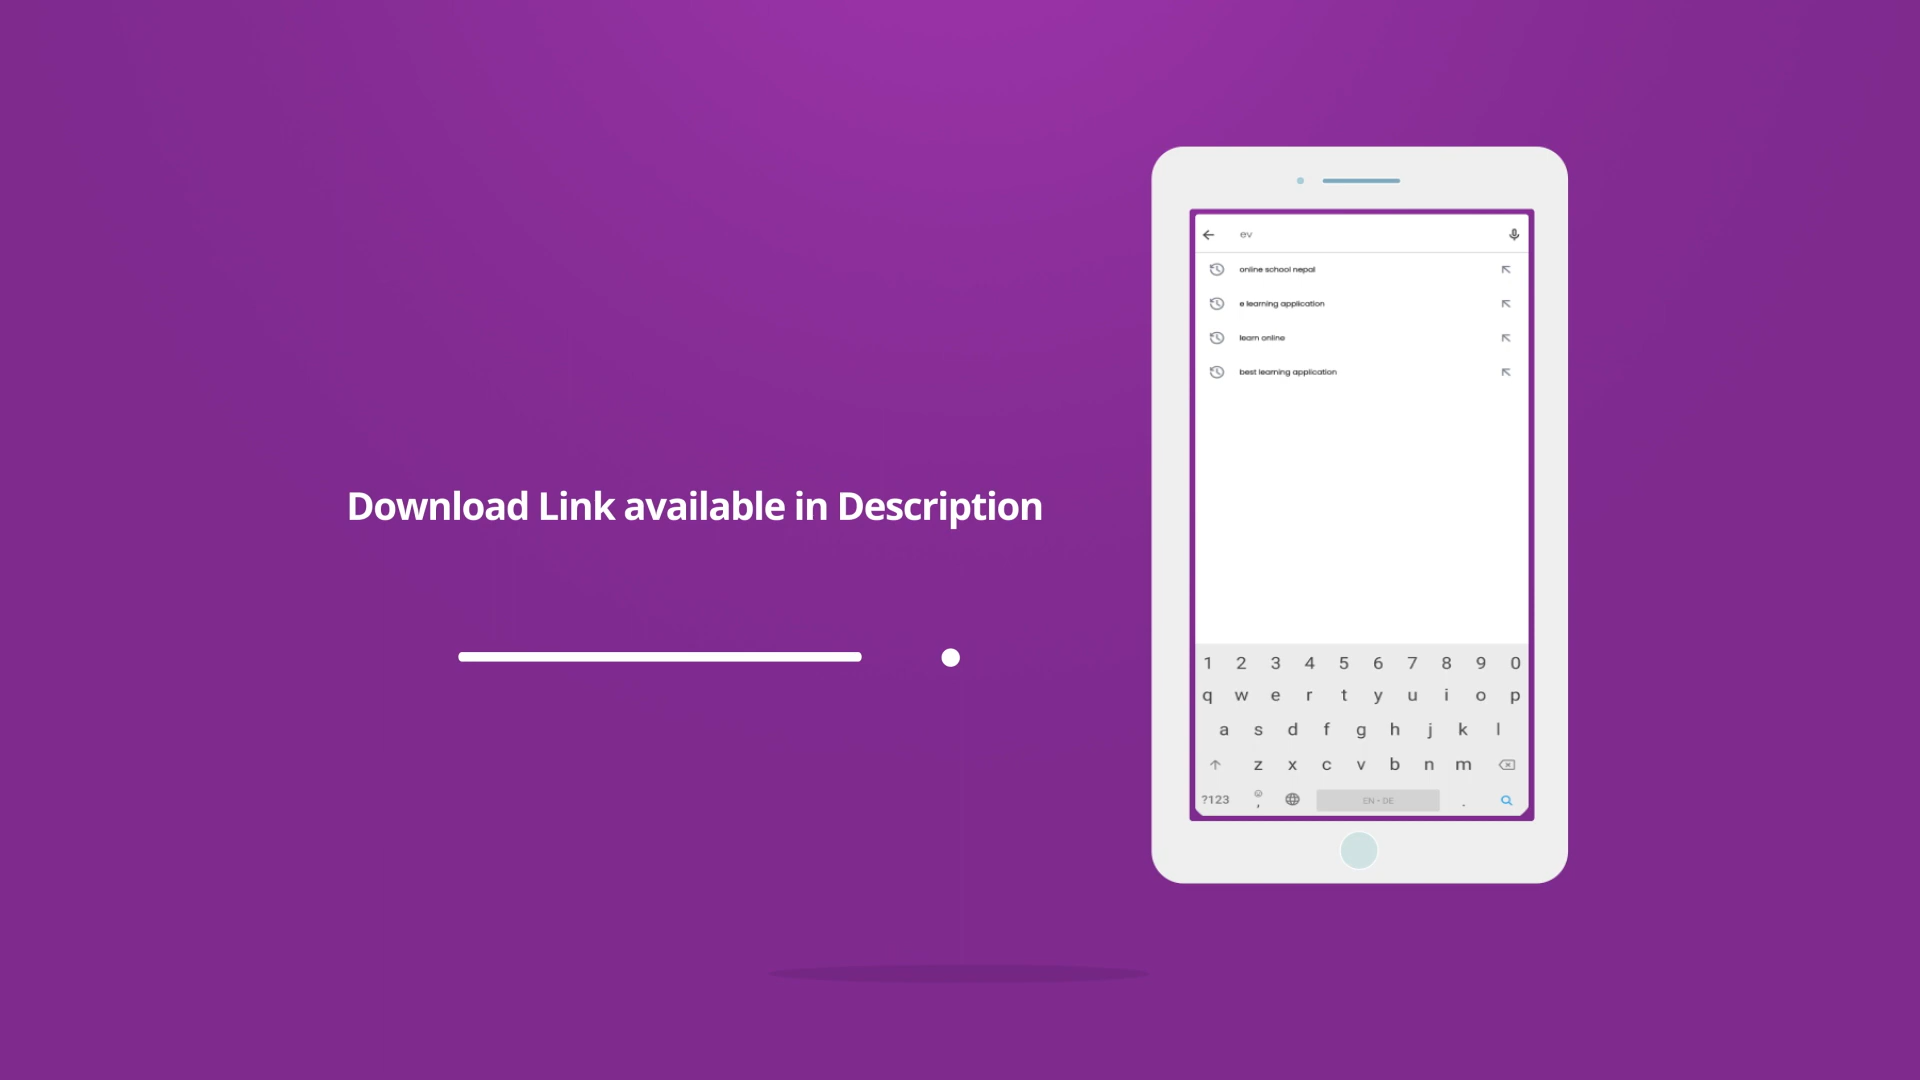 Download Link available in Description
ev
online school nepal
e learning application
learn online
best learning application
1 2 3 4 5 6 7 8 9 0
q w e r t y u i o p
a s d f g h j k l
z x c v b n m
?123 , EN - DE .